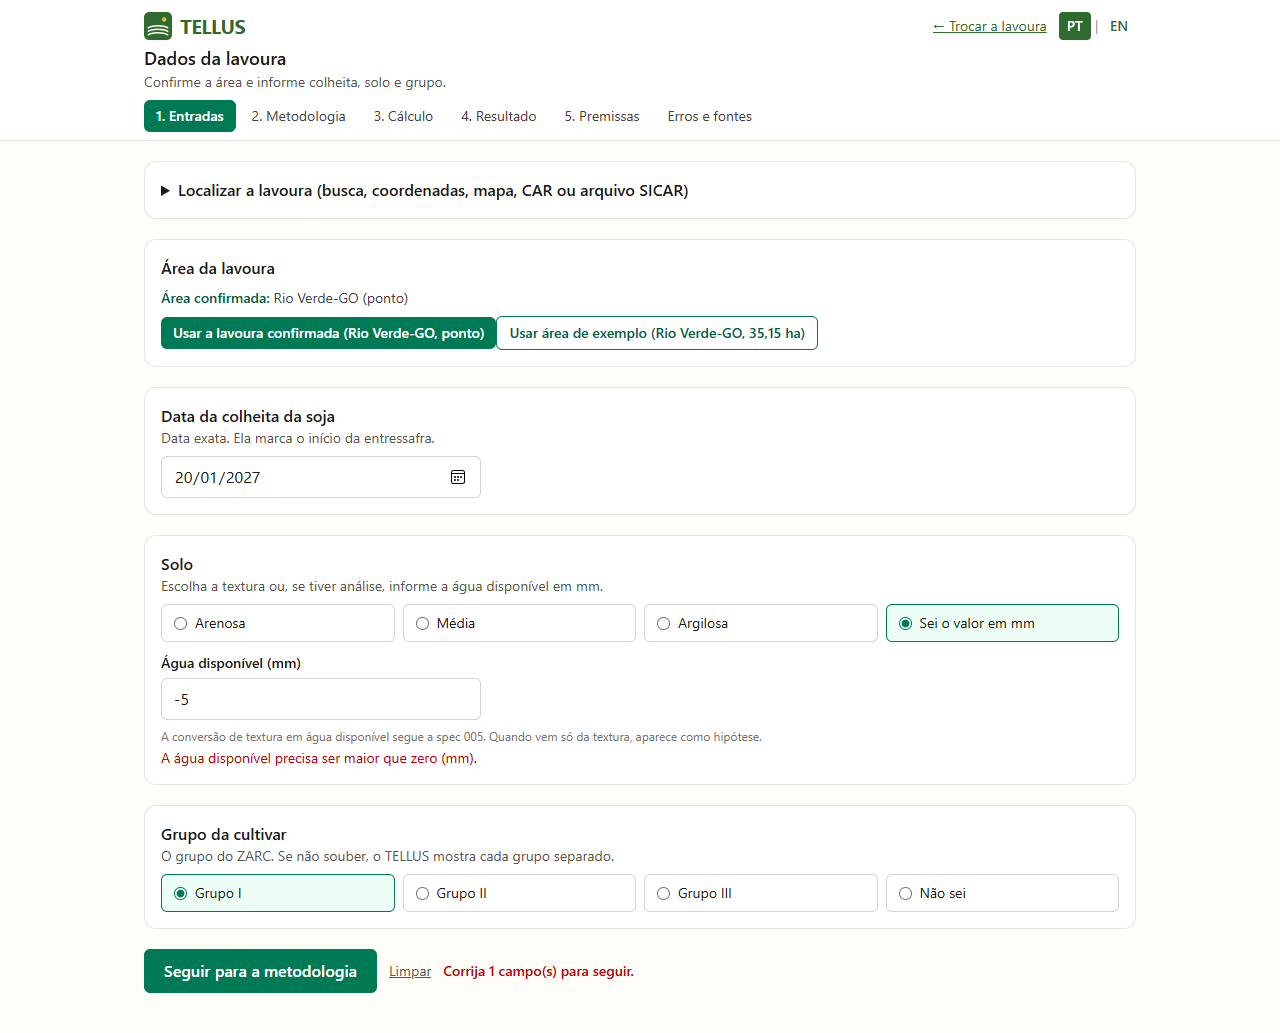 TELLUS
← Trocar a lavoura
PT | EN
Dados da lavoura
Confirme a área e informe colheita, solo e grupo.
1. Entradas
2. Metodologia
3. Cálculo
4. Resultado
5. Premissas
Erros e fontes
Localizar a lavoura (busca, coordenadas, mapa, CAR ou arquivo SICAR)
Área da lavoura
Área confirmada: Rio Verde-GO (ponto)
Usar a lavoura confirmada (Rio Verde-GO, ponto)
Usar área de exemplo (Rio Verde-GO, 35,15 ha)
Data da colheita da soja
Data exata. Ela marca o início da entressafra.
20/01/2027
Solo
Escolha a textura ou, se tiver análise, informe a água disponível em mm.
Arenosa
Média
Argilosa
Sei o valor em mm
Água disponível (mm)
-5
A conversão de textura em água disponível segue a spec 005. Quando vem só da textura, aparece como hipótese.
A água disponível precisa ser maior que zero (mm).
Grupo da cultivar
O grupo do ZARC. Se não souber, o TELLUS mostra cada grupo separado.
Grupo I
Grupo II
Grupo III
Não sei
Seguir para a metodologia
Limpar
Corrija 1 campo(s) para seguir.